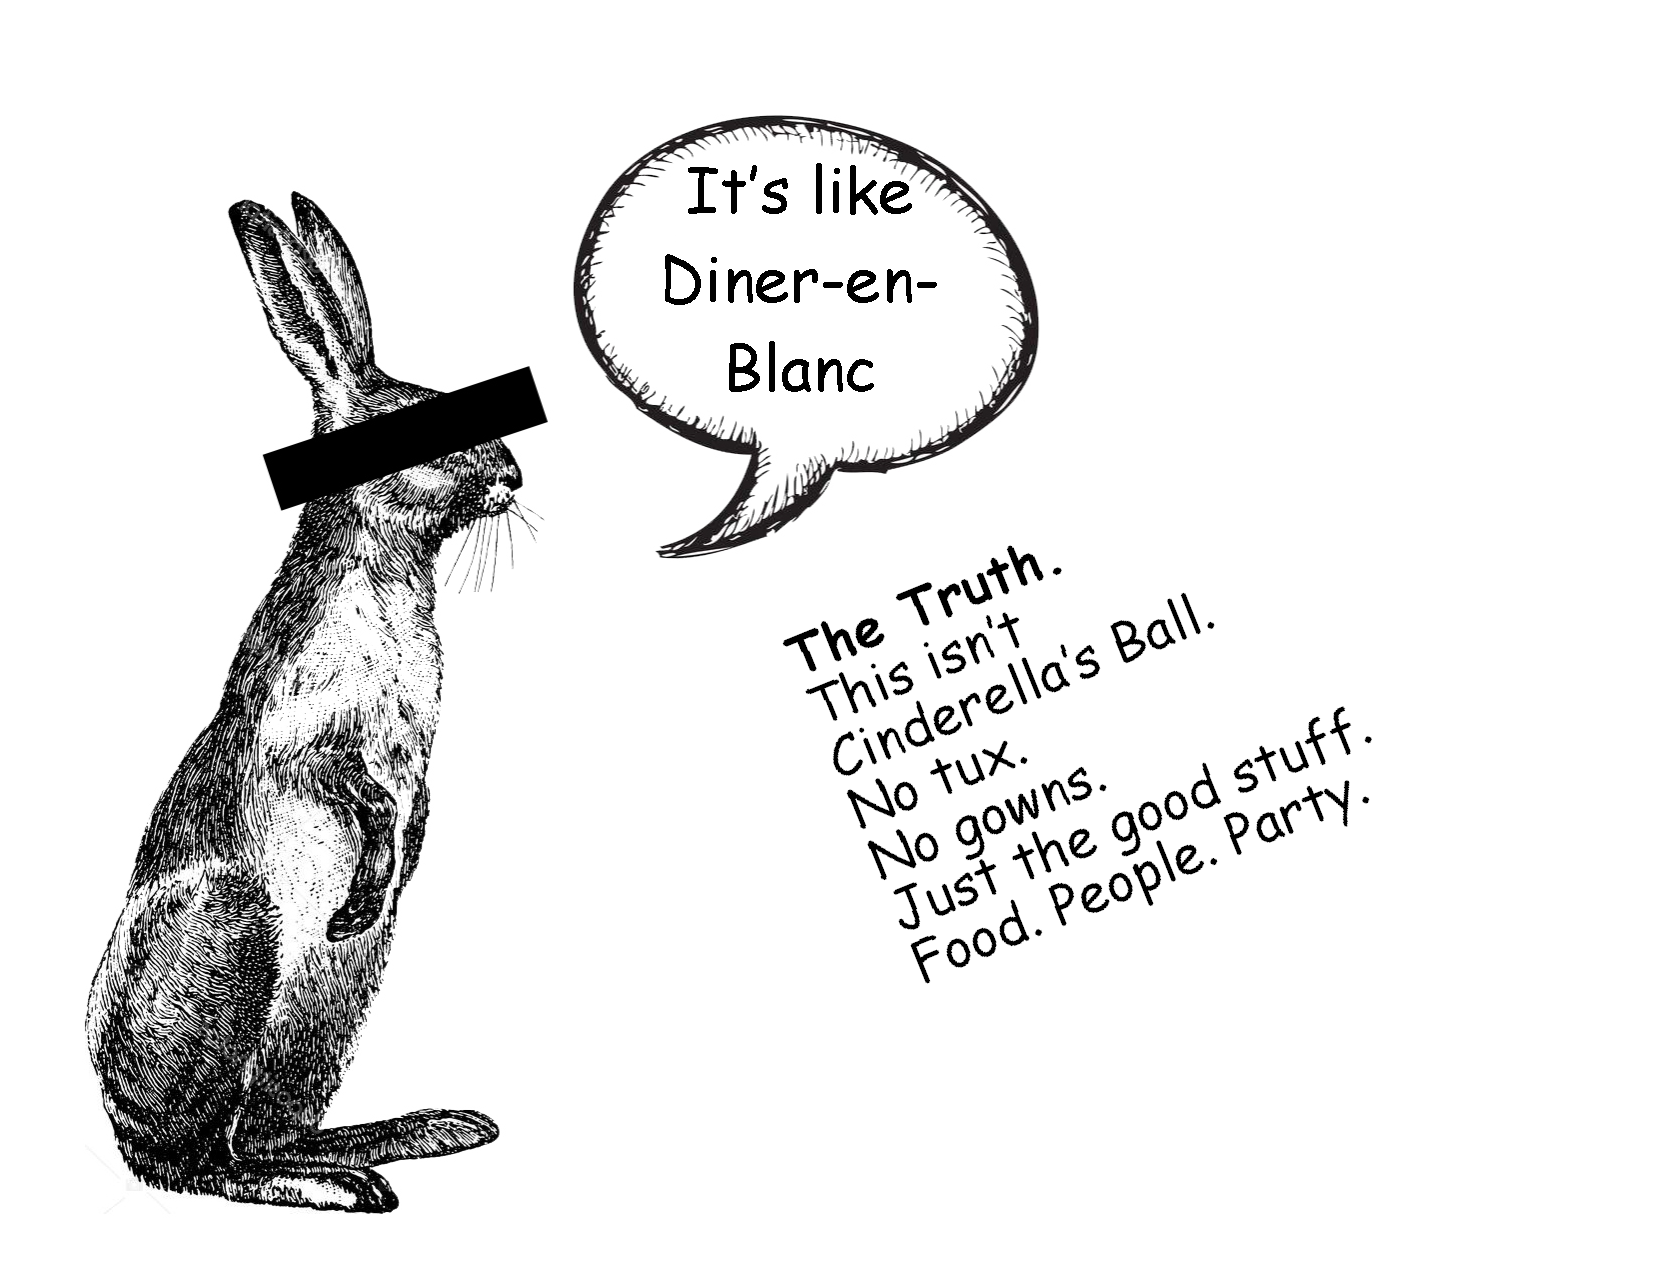 It's like
Diner-en-
Blanc
The Truth.
This isn't
Cinderella's Ball.
No tux.
No gowns.
Just the good stuff.
Food. People. Party.